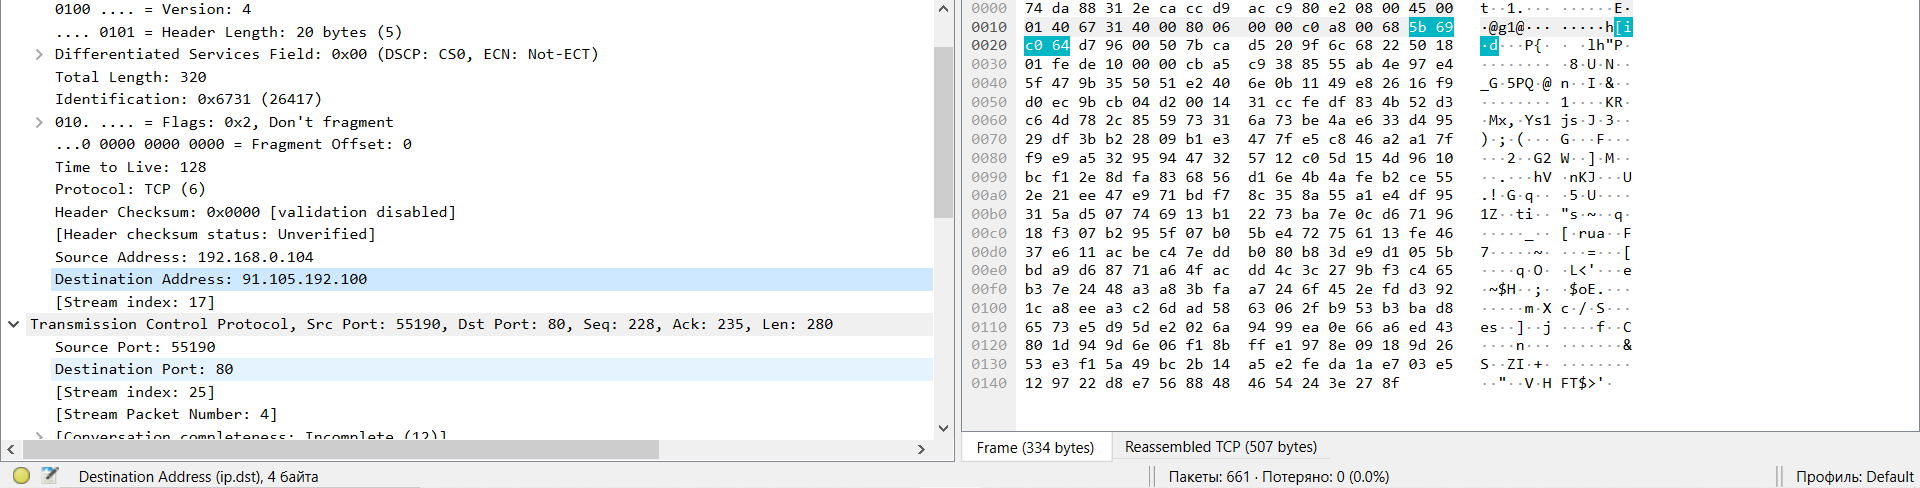 0100 .... = Version: 4
.... 0101 = Header Length: 20 bytes (5)
Differentiated Services Field: 0x00 (DSCP: CS0, ECN: Not-ECT)
Total Length: 320
Identification: 0x6731 (26417)
010. .... = Flags: 0x2, Don't fragment
...0 0000 0000 0000 = Fragment Offset: 0
Time to Live: 128
Protocol: TCP (6)
Header Checksum: 0x0000 [validation disabled]
[Header checksum status: Unverified]
Source Address: 192.168.0.104
Destination Address: 91.105.192.100
[Stream index: 17]
Transmission Control Protocol, Src Port: 55190, Dst Port: 80, Seq: 228, Ack: 235, Len: 280
Source Port: 55190
Destination Port: 80
[Stream index: 25]
[Stream Packet Number: 4]
[Conversation completeness: Incomplete (12)]
0000 74 da 88 31 2e ca cc d9 ac c9 80 e2 08 00 45 00 t··1.··· ······E·
0010 01 40 67 31 40 00 80 06 00 00 c0 a8 00 68 5b 69 ·@g1@··· ·····h[i
0020 c0 64 d7 96 00 50 7b ca d5 20 9f 6c 68 22 50 18 ·d···P{· · ·lh"P·
0030 01 fe de 10 00 00 cb a5 c9 38 85 55 ab 4e 97 e4 ········ ·8·U·N··
0040 5f 47 9b 35 50 51 e2 40 6e 0b 11 49 e8 26 16 f9 _G·5PQ·@ n··I·&··
0050 d0 ec 9b cb 04 d2 00 14 31 cc fe df 83 4b 52 d3 ········ 1····KR·
0060 c6 4d 78 2c 85 59 73 31 6a 73 be 4a e6 33 d4 95 ·Mx,·Ys1 js·J·3··
0070 29 df 3b b2 28 09 b1 e3 47 7f e5 c8 46 a2 a1 7f )·;·(··· G···F···
0080 f9 e9 a5 32 95 94 47 32 57 12 c0 5d 15 4d 96 10 ···2··G2 W··]·M··
0090 bc f1 2e 8d fa 83 68 56 d1 6e 4b 4a fe b2 ce 55 ··.···hV ·nKJ···U
00a0 2e 21 ee 47 e9 71 bd f7 8c 35 8a 55 a1 e4 df 95 .!·G·q·· ·5·U····
00b0 31 5a d5 07 74 69 13 b1 22 73 ba 7e 0c d6 71 96 1Z··ti·· "s·~··q·
00c0 18 f3 07 b2 95 5f 07 b0 5b e4 72 75 61 13 fe 46 ·····_·· [·rua··F
00d0 37 e6 11 ac be c4 7e dd b0 80 b8 3d e9 d1 05 5b 7·····~· ···=···[
00e0 bd a9 d6 87 71 a6 4f ac dd 4c 3c 27 9b f3 c4 65 ····q·O· ·L<'···e
00f0 b3 7e 24 48 a3 a8 3b fa a7 24 6f 45 2e fd d3 92 ·~$H··;· ·$oE.···
0100 1c a8 ee a3 c2 6d ad 58 63 06 2f b9 53 b3 ba d8 ·····m·X c·/·S···
0110 65 73 e5 d9 5d e2 02 6a 94 99 ea 0e 66 a6 ed 43 es··]··j ····f··C
0120 80 1d 94 9d 6e 06 f1 8b ff e1 97 8e 09 18 9d 26 ····n··· ·······&
0130 53 e3 f1 5a 49 bc 2b 14 a5 e2 fe da 1a e7 03 e5 S··ZI·+· ········
0140 12 97 22 d8 e7 56 88 48 46 54 24 3e 27 8f ··"··V·H FT$>'·
Frame (334 bytes) Reassembled TCP (507 bytes)
Destination Address (ip.dst), 4 байта Пакеты: 661 · Потеряно: 0 (0.0%) Профиль: Default